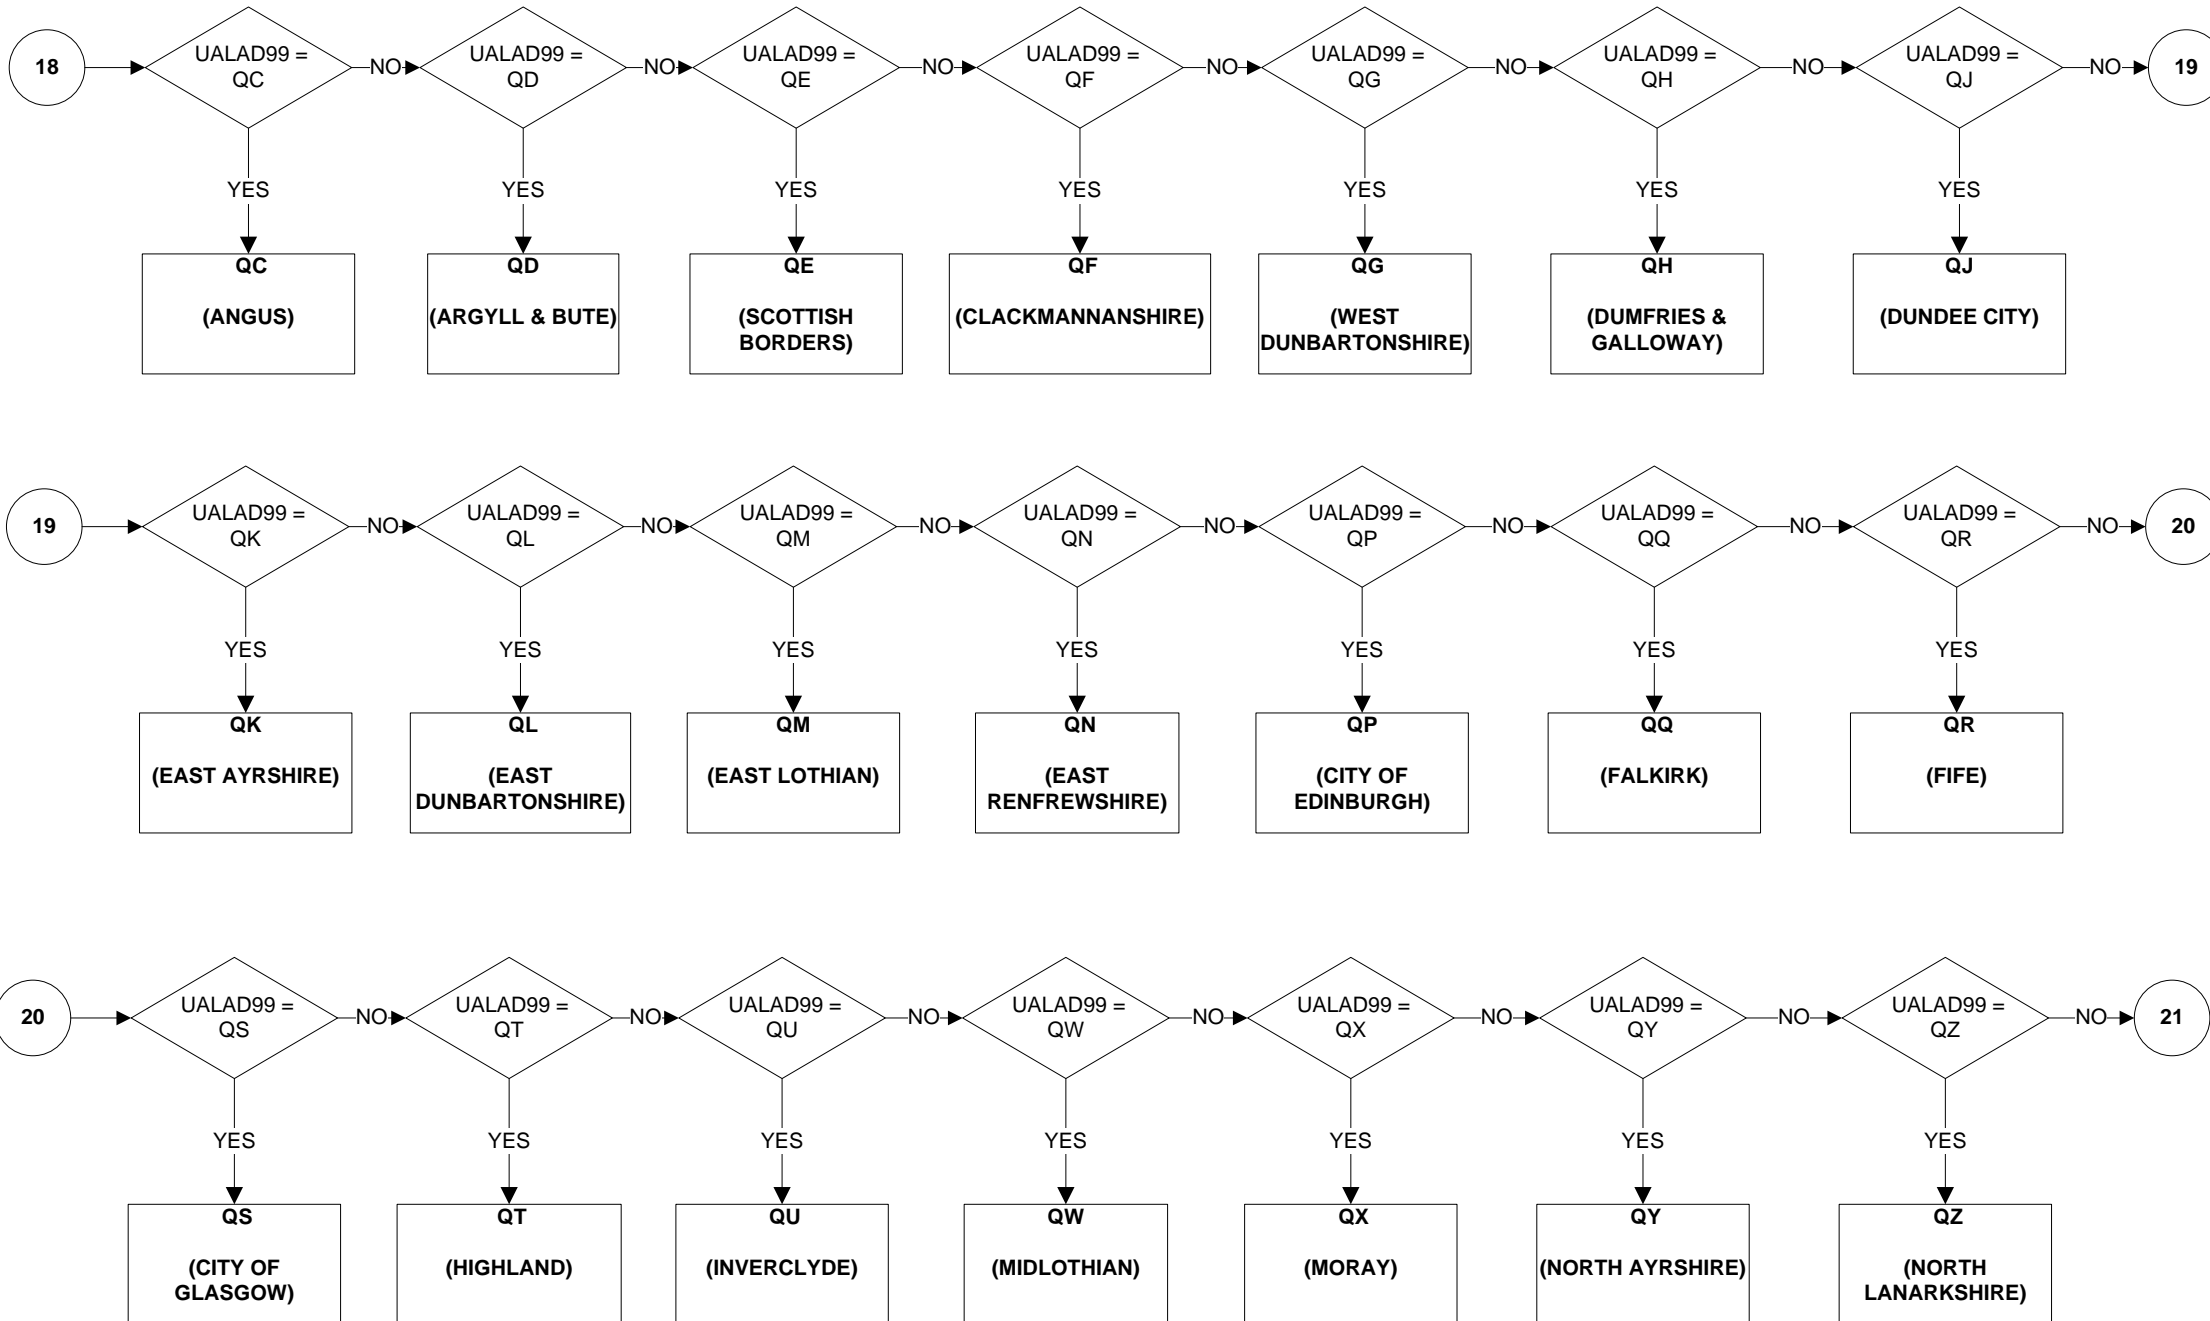 18
UALAD99 =
QC
NO
UALAD99 =
QD
NO
UALAD99 =
QE
NO
UALAD99 =
QF
NO
UALAD99 =
QG
NO
UALAD99 =
QH
NO
UALAD99 =
QJ
NO
19
YES
YES
YES
YES
YES
YES
YES
QC
(ANGUS)
QD
(ARGYLL & BUTE)
QE
(SCOTTISH
BORDERS)
QF
(CLACKMANNANSHIRE)
QG
(WEST
DUNBARTONSHIRE)
QH
(DUMFRIES &
GALLOWAY)
QJ
(DUNDEE CITY)
19
UALAD99 =
QK
NO
UALAD99 =
QL
NO
UALAD99 =
QM
NO
UALAD99 =
QN
NO
UALAD99 =
QP
NO
UALAD99 =
QQ
NO
UALAD99 =
QR
NO
20
YES
YES
YES
YES
YES
YES
YES
QK
(EAST AYRSHIRE)
QL
(EAST
DUNBARTONSHIRE)
QM
(EAST LOTHIAN)
QN
(EAST
RENFREWSHIRE)
QP
(CITY OF
EDINBURGH)
QQ
(FALKIRK)
QR
(FIFE)
20
UALAD99 =
QS
NO
UALAD99 =
QT
NO
UALAD99 =
QU
NO
UALAD99 =
QW
NO
UALAD99 =
QX
NO
UALAD99 =
QY
NO
UALAD99 =
QZ
NO
21
YES
YES
YES
YES
YES
YES
YES
QS
(CITY OF
GLASGOW)
QT
(HIGHLAND)
QU
(INVERCLYDE)
QW
(MIDLOTHIAN)
QX
(MORAY)
QY
(NORTH AYRSHIRE)
QZ
(NORTH
LANARKSHIRE)